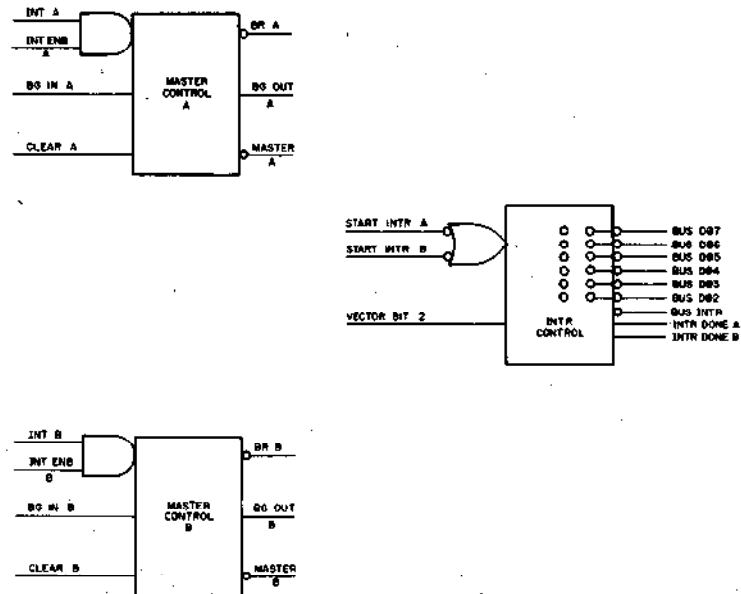 INT A
INT ENB
A
BG IN A
CLEAR A
MASTER
CONTROL
A
BR A
BG OUT
A
MASTER
A
START INTR A
START INTR B
VECTOR BIT 2
INTR
CONTROL
BUS D07
BUS D06
BUS D05
BUS D04
BUS D03
BUS D02
BUS INTR
INTR DONE A
INTR DONE B
INT B
INT ENB
B
BG IN B
CLEAR B
MASTER
CONTROL
B
BR B
BG OUT
B
MASTER
B